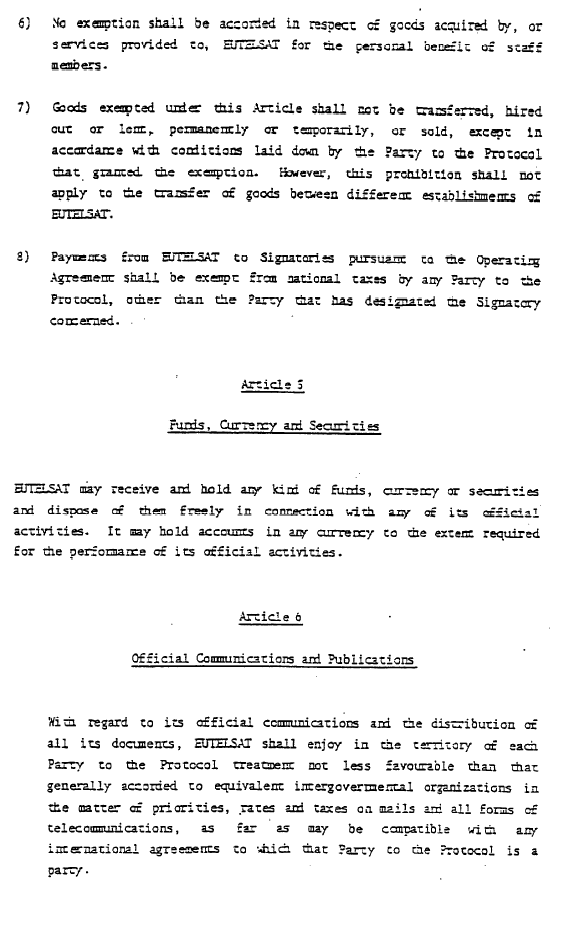 6) No exemption shall be accorded in respect of goods acquired by, or
services provided to, EUTELSAT for the personal benefit of staff
members.
7) Goods exempted under this Article shall not be transferred, hired
out or lent, permanently or temporarily, or sold, except in
accordance with conditions laid down by the Party to the Protocol
that granted the exemption. However, this prohibition shall not
apply to the transfer of goods between different establishments of
EUTELSAT.
8) Payments from EUTELSAT to Signatories pursuant to the Operating
Agreement shall be exempt from national taxes by any Party to the
Protocol, other than the Party that has designated the Signatory
concerned.
Article 5
Funds, Currency and Securities
EUTELSAT may receive and hold any kind of funds, currency or securities
and dispose of them freely in connection with any of its official
activities. It may hold accounts in any currency to the extent required
for the performance of its official activities.
Article 6
Official Communications and Publications
With regard to its official communications and the distribution of
all its documents, EUTELSAT shall enjoy in the territory of each
Party to the Protocol treatment not less favourable than that
generally accorded to equivalent intergovernmental organizations in
the matter of priorities, rates and taxes on mails and all forms of
telecommunications, as far as may be compatible with any
international agreements to which that Party to the Protocol is a
party.